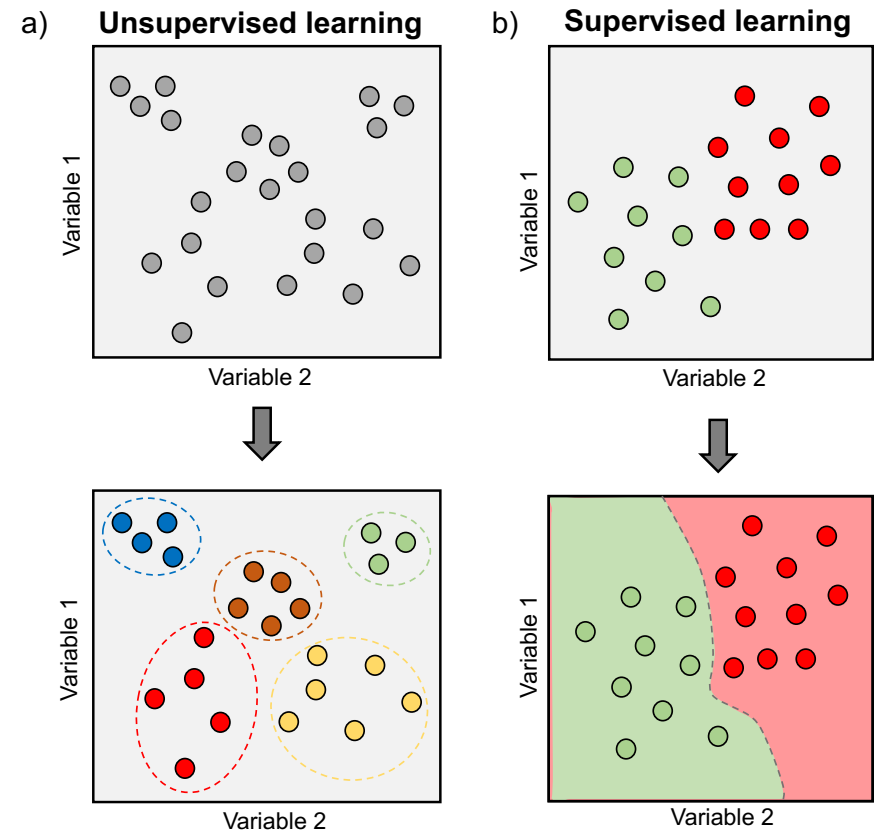 a)
Unsupervised learning
Variable 1
Variable 2
Variable 1
Variable 2
b)
Supervised learning
Variable 1
Variable 2
Variable 1
Variable 2